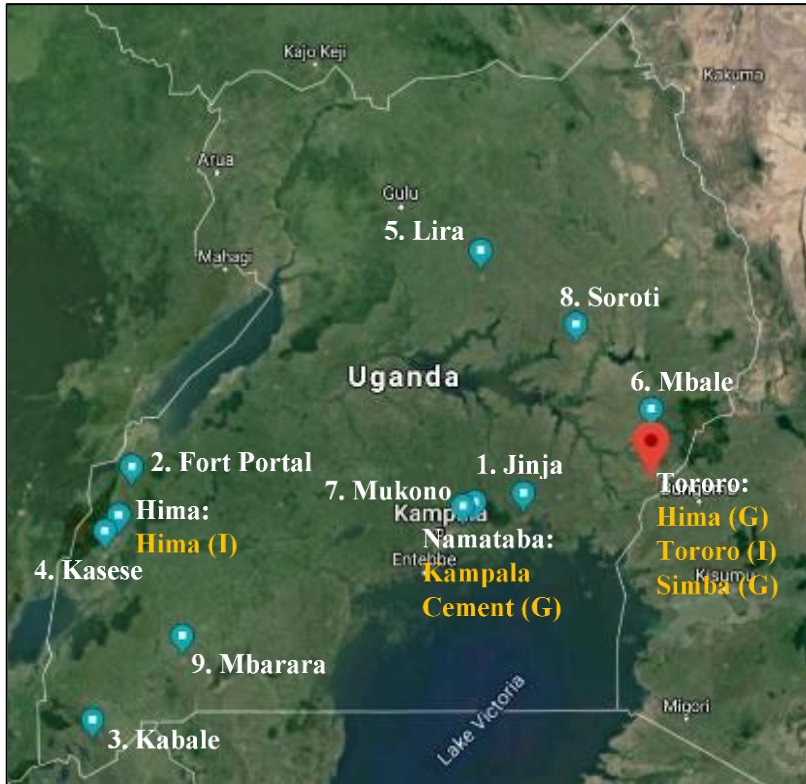 Kajo Keji
Kakuma
Arua
Gulu
5. Lira
Mahagi
8. Soroti
Uganda
6. Mbale
2. Fort Portal
1. Jinja
7. Mukono
Tororo:
Hima:
Kampala
Hima (G)
Hima (I)
Namataba:
Tororo (I)
Entebbe
4. Kasese
Kampala
Kisumu
Simba (G)
Cement (G)
9. Mbarara
Migori
Lake Victoria
3. Kabale